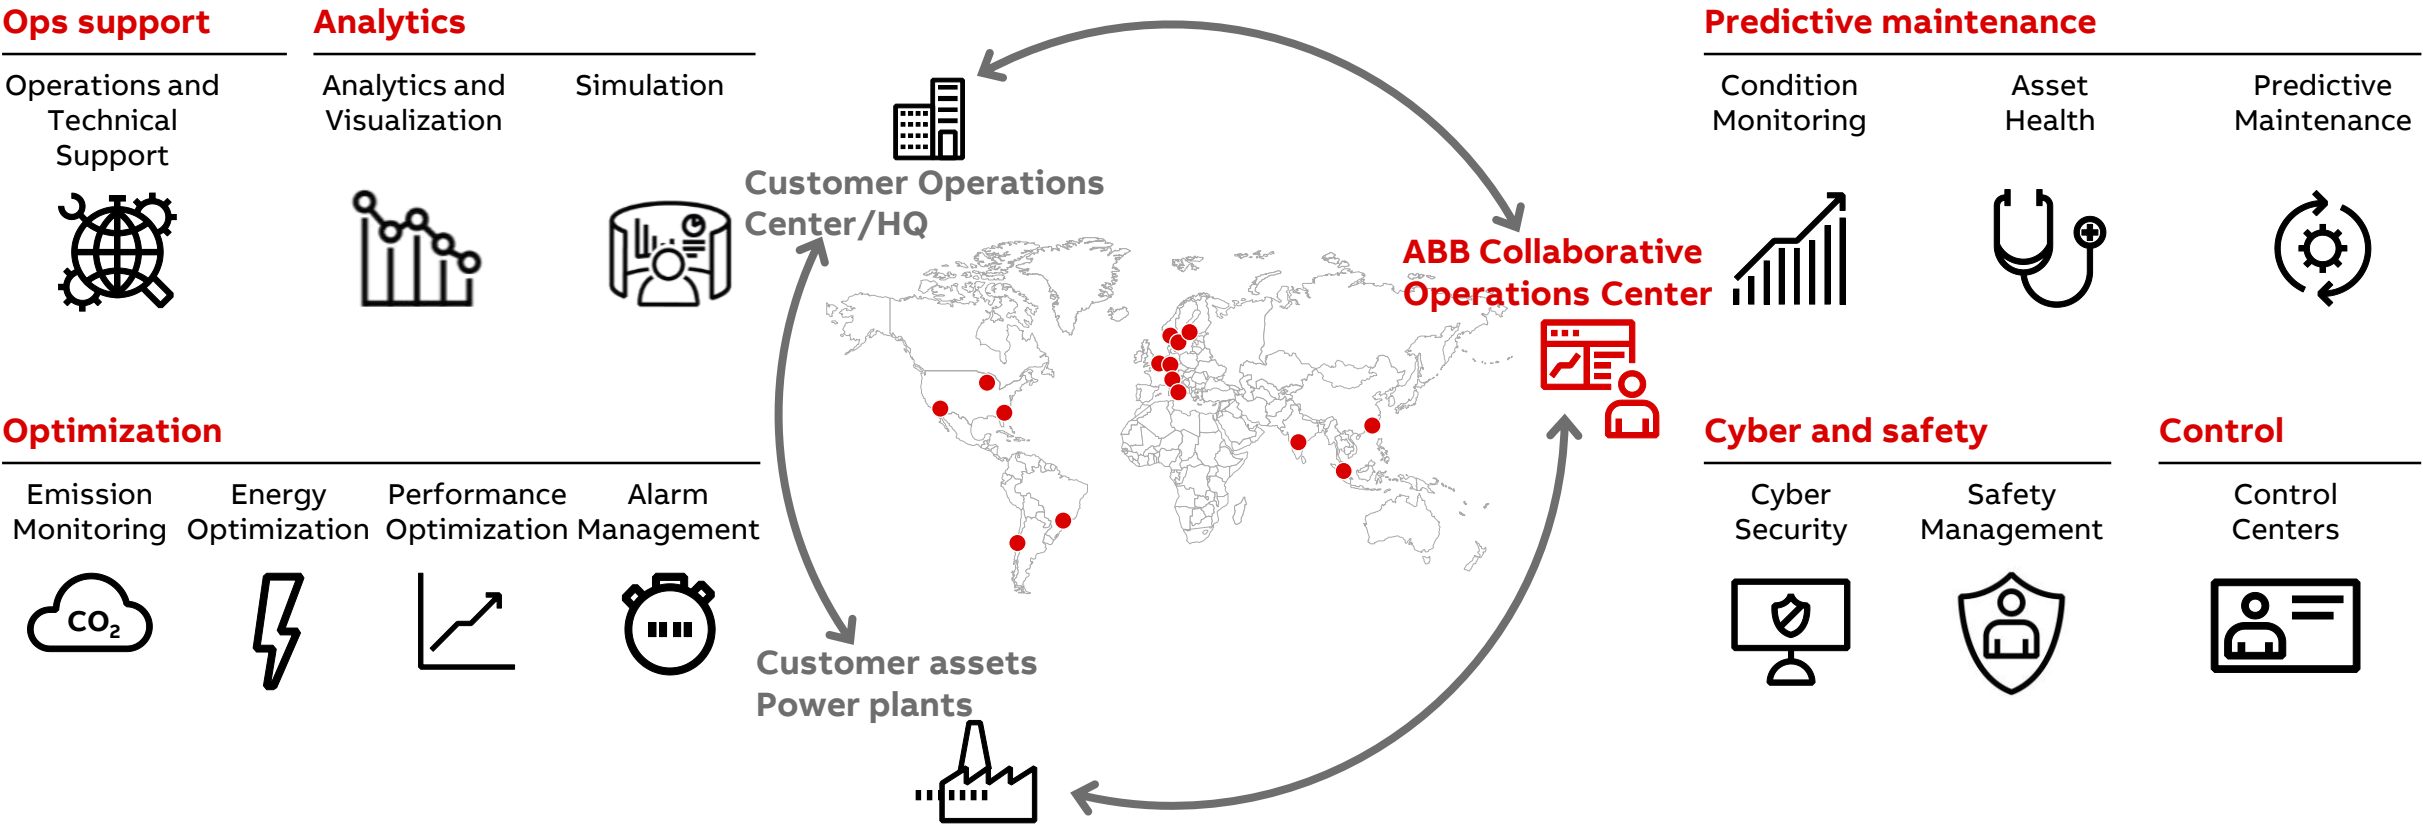 Ops support
Operations and
Technical
Support
Analytics
Analytics and
Visualization
Simulation
Optimization
Emission
Monitoring
CO₂
Energy
Optimization
Performance
Optimization
Alarm
Management
Customer Operations
Center/HQ
ABB Collaborative
Operations Center
Customer assets
Power plants
Predictive maintenance
Condition
Monitoring
Asset
Health
Predictive
Maintenance
Cyber and safety
Cyber
Security
Safety
Management
Control
Control
Centers